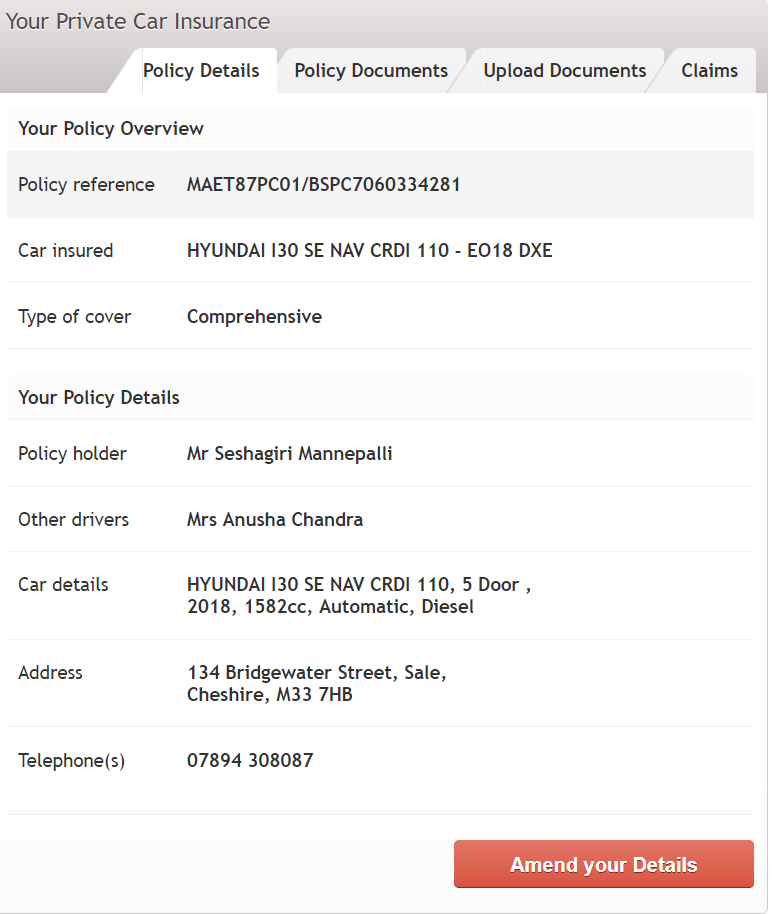 Your Private Car Insurance
Policy Details Policy Documents Upload Documents Claims
Your Policy Overview
Policy reference MAET87PC01/BSPC7060334281
Car insured HYUNDAI I30 SE NAV CRDI 110 - EO18 DXE
Type of cover Comprehensive
Your Policy Details
Policy holder Mr Seshagiri Mannepalli
Other drivers Mrs Anusha Chandra
Car details HYUNDAI I30 SE NAV CRDI 110, 5 Door ,
2018, 1582cc, Automatic, Diesel
Address 134 Bridgewater Street, Sale,
Cheshire, M33 7HB
Telephone(s) 07894 308087
Amend your Details